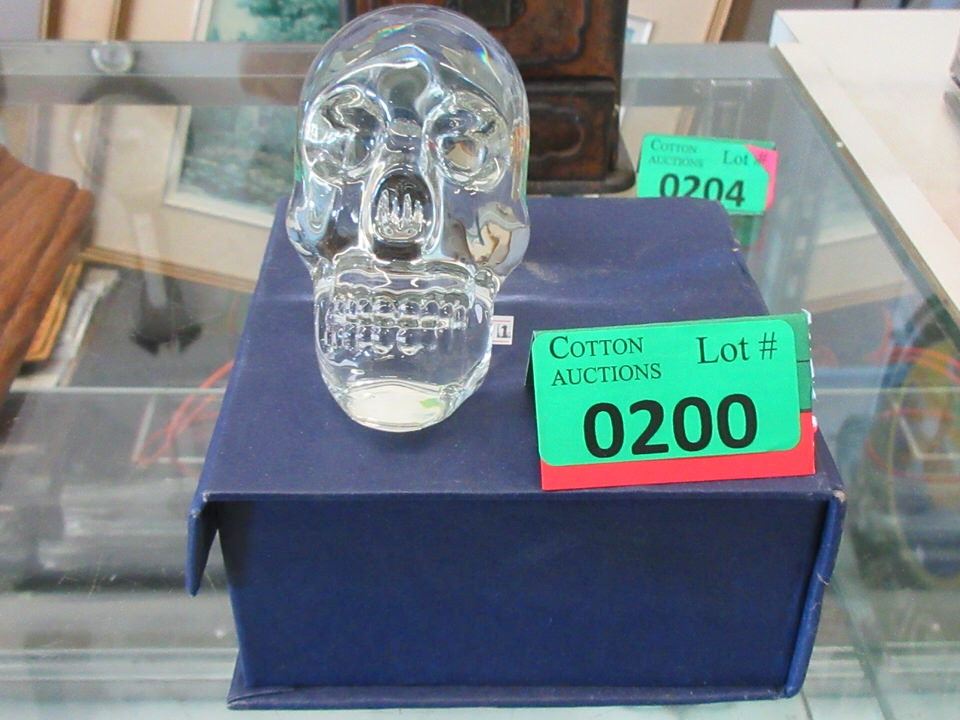 COTTON
AUCTIONS
Lot #
0204
COTTON
AUCTIONS
Lot #
0200